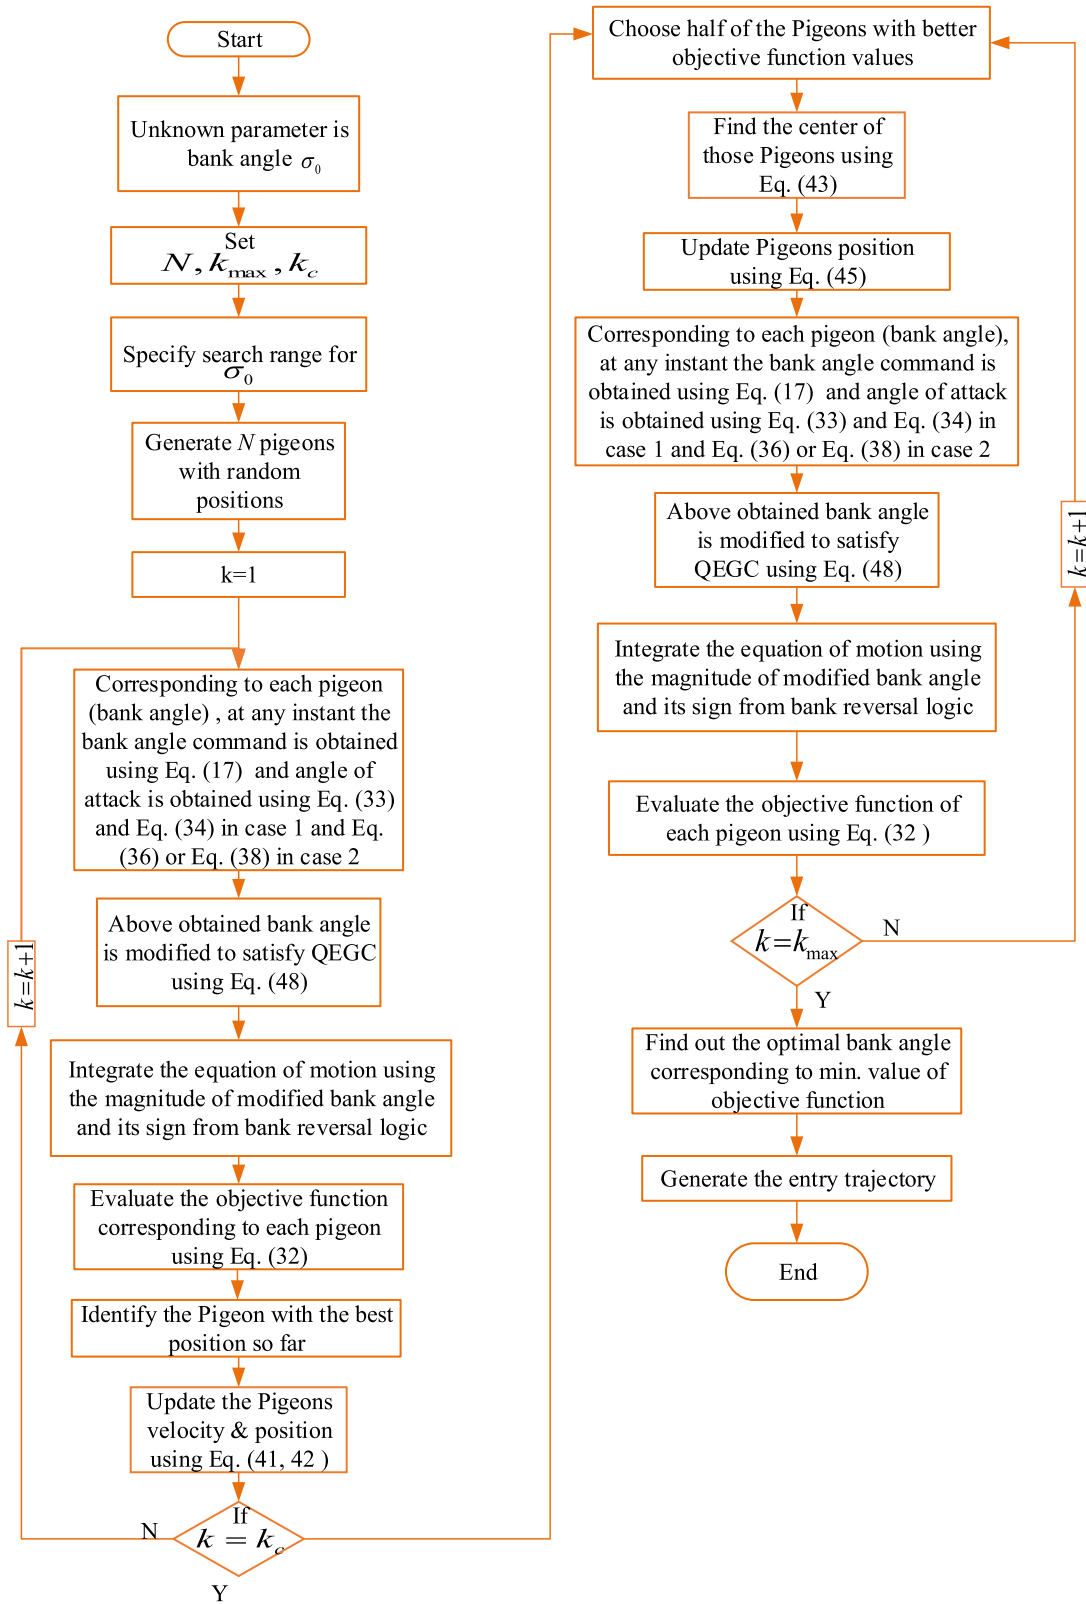 Start
Unknown parameter is
bank angle σ₀
Set
N, kmax, kc
Specify search range for
σ₀
Generate N pigeons
with random
positions
k=1
Corresponding to each pigeon
(bank angle) , at any instant the
bank angle command is obtained
using Eq. (17) and angle of
attack is obtained using Eq. (33)
and Eq. (34) in case 1 and Eq.
(36) or Eq. (38) in case 2
Above obtained bank angle
is modified to satisfy QEGC
using Eq. (48)
k=k+1
Integrate the equation of motion using
the magnitude of modified bank angle
and its sign from bank reversal logic
Evaluate the objective function
corresponding to each pigeon
using Eq. (32)
Identify the Pigeon with the best
position so far
Update the Pigeons
velocity & position
using Eq. (41, 42 )
If
k = kc
N
Y
Choose half of the Pigeons with better
objective function values
Find the center of
those Pigeons using
Eq. (43)
Update Pigeons position
using Eq. (45)
Corresponding to each pigeon (bank angle),
at any instant the bank angle command is
obtained using Eq. (17) and angle of attack
is obtained using Eq. (33) and Eq. (34) in
case 1 and Eq. (36) or Eq. (38) in case 2
Above obtained bank angle
is modified to satisfy
QEGC using Eq. (48)
k=k+1
Integrate the equation of motion using
the magnitude of modified bank angle
and its sign from bank reversal logic
Evaluate the objective function of
each pigeon using Eq. (32 )
If
k=kmax
N
Y
Find out the optimal bank angle
corresponding to min. value of
objective function
Generate the entry trajectory
End